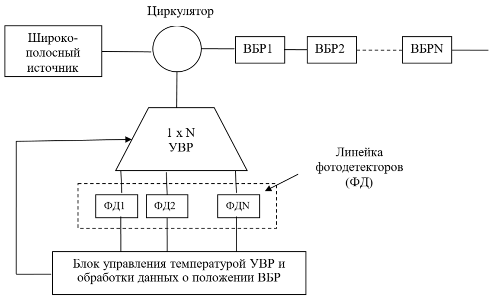 Циркулятор
Широко-
полосный
источник
ВБР1
ВБР2
ВБРN
1 x N
УВР
Линейка
фотодетекторов
(ФД)
ФД1
ФД2
ФДN
Блок управления температурой УВР и
обработки данных о положении ВБР